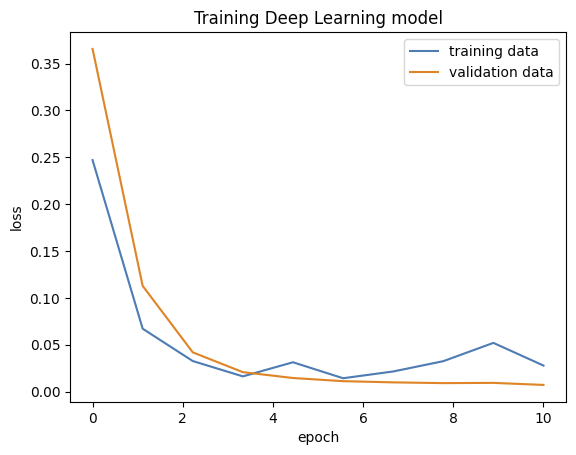 Training Deep Learning model
training data
validation data
0.35
0.30
0.25
0.20
0.15
0.10
0.05
0.00
loss
0 2 4 6 8 10
epoch